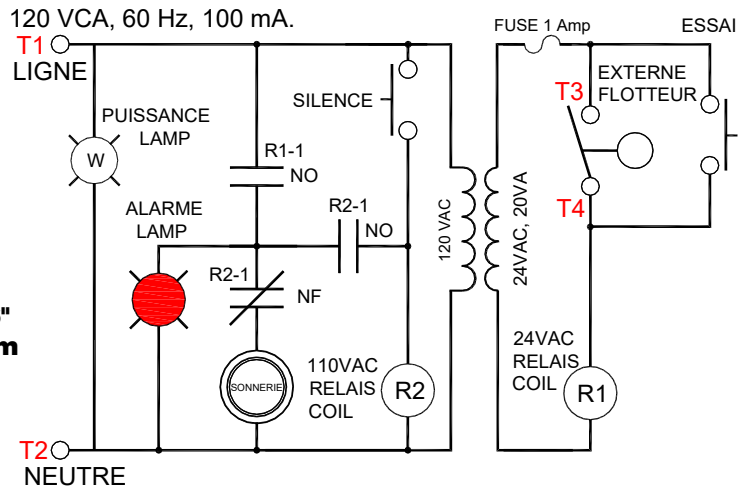 120 VCA, 60 Hz, 100 mA.
T1
LIGNE
FUSE 1 Amp
ESSAI
SILENCE
T3
EXTERNE
FLOTTEUR
PUISSANCE
LAMP
W
R1-1
NO
ALARME
LAMP
R2-1
NO
T4
120 VAC
24VAC, 20VA
R2-1
NF
"
m
SONNERIE
110VAC
RELAIS
COIL
R2
24VAC
RELAIS
COIL
R1
T2
NEUTRE